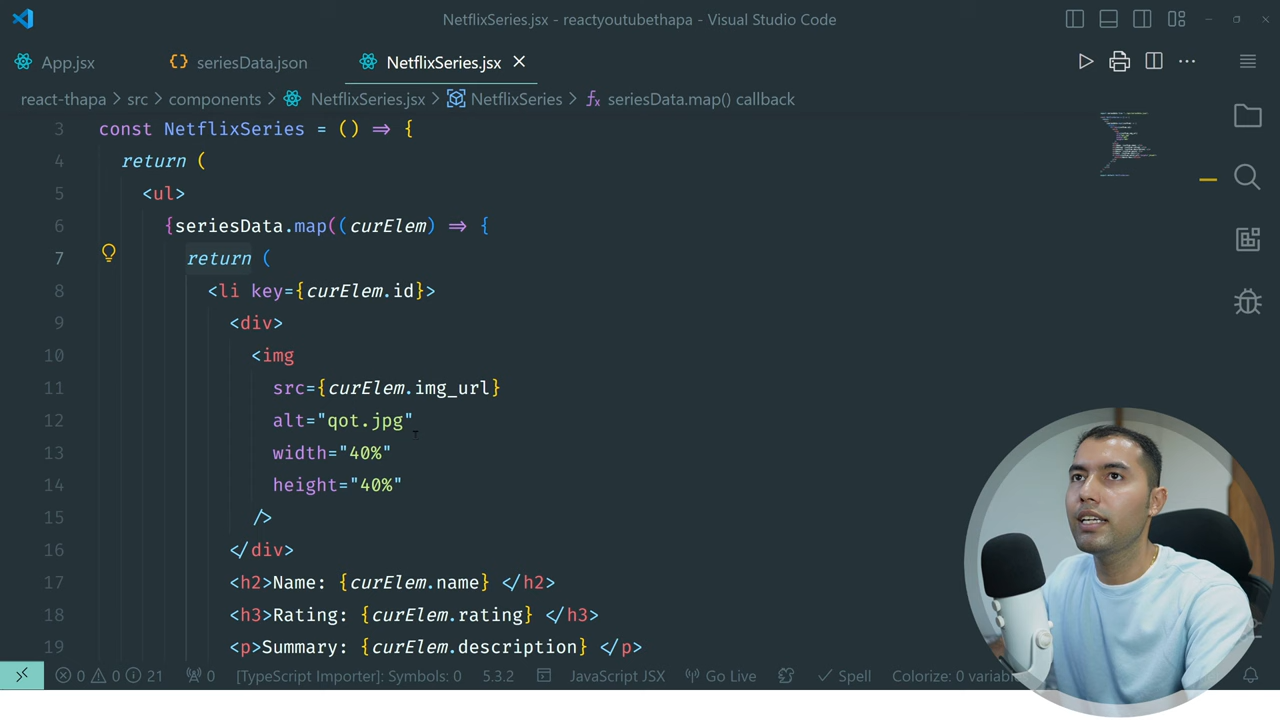 NetflixSeries.jsx - reactyoutubethapa - Visual Studio Code
App.jsx
seriesData.json
NetflixSeries.jsx
react-thapa > src > components > NetflixSeries.jsx > NetflixSeries > seriesData.map() callback
3 const NetflixSeries = () => {
4 return (
5 <ul>
6 {seriesData.map((curElem) => {
7 return (
8 <li key={curElem.id}>
9 <div>
10 <img
11 src={curElem.img_url}
12 alt="qot.jpg"
13 width="40%"
14 height="40%"
15 />
16 </div>
17 <h2>Name: {curElem.name} </h2>
18 <h3>Rating: {curElem.rating} </h3>
19 <p>Summary: {curElem.description} </p>
0 0 21 0 [TypeScript Importer]: Symbols: 0 5.3.2 JavaScript JSX Go Live Spell Colorize: 0